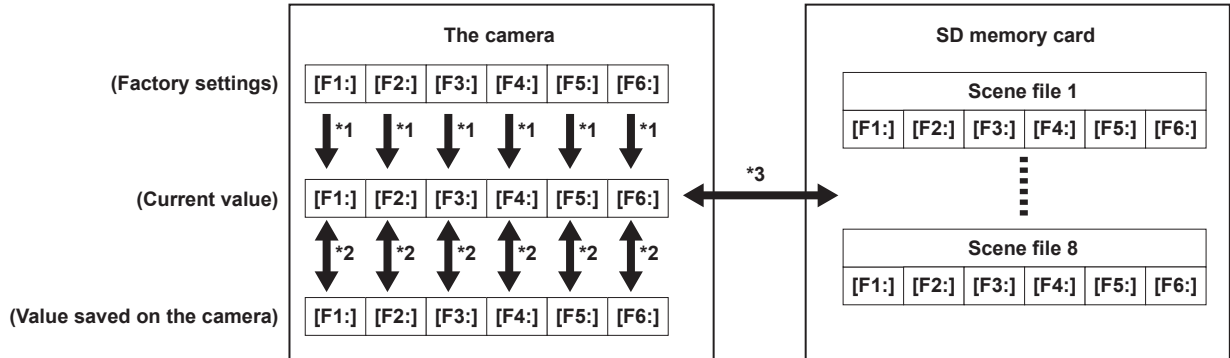 The camera
SD memory card
(Factory settings) [F1:] [F2:] [F3:] [F4:] [F5:] [F6:]
Scene file 1
[F1:] [F2:] [F3:] [F4:] [F5:] [F6:]
*1 *1 *1 *1 *1 *1
*3
(Current value) [F1:] [F2:] [F3:] [F4:] [F5:] [F6:]
*2 *2 *2 *2 *2 *2
Scene file 8
[F1:] [F2:] [F3:] [F4:] [F5:] [F6:]
(Value saved on the camera) [F1:] [F2:] [F3:] [F4:] [F5:] [F6:]